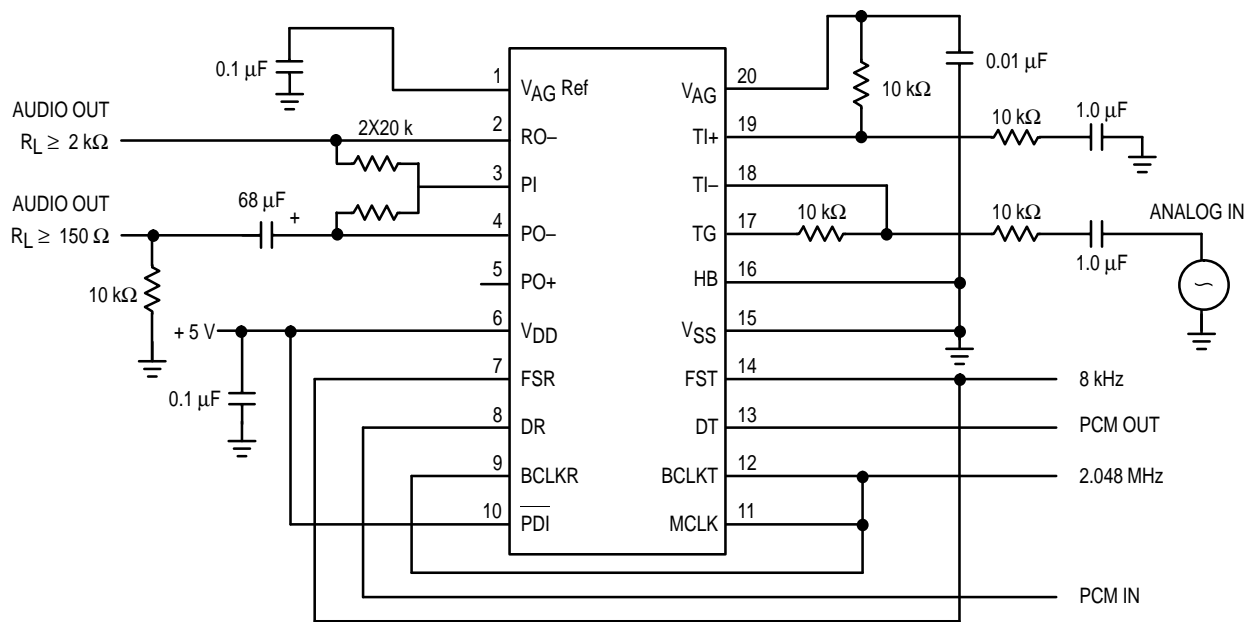 0.1 µF
AUDIO OUT
RL ≥ 2 kΩ
2X20 k
AUDIO OUT
RL ≥ 150 Ω
68 µF
+
10 kΩ
+ 5 V
0.1 µF
1 VAG Ref
2 RO–
3 PI
4 PO–
5 PO+
6 VDD
7 FSR
8 DR
9 BCLKR
10 PDI
VAG 20
TI+ 19
TI– 18
TG 17
HB 16
VSS 15
FST 14
DT 13
BCLKT 12
MCLK 11
0.01 µF
10 kΩ
10 kΩ
1.0 µF
10 kΩ
10 kΩ
1.0 µF
ANALOG IN
8 kHz
PCM OUT
2.048 MHz
PCM IN